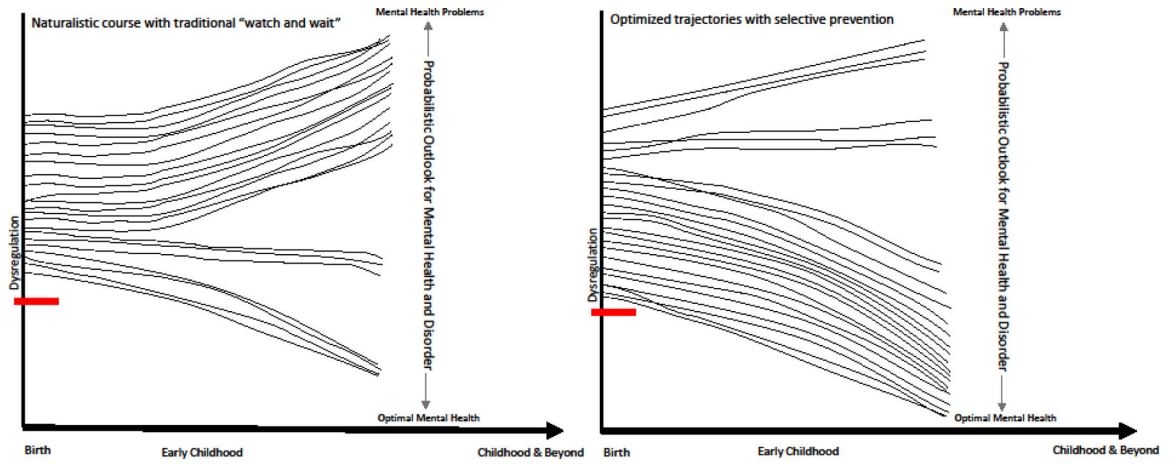 Mental Health Problems
Naturalistic course with traditional “watch and wait”
Dysregulation
Probabilistic Outlook for Mental Health and Disorder
Optimal Mental Health
Birth
Early Childhood
Childhood & Beyond
Mental Health Problems
Optimized trajectories with selective prevention
Dysregulation
Probabilistic Outlook for Mental Health and Disorder
Optimal Mental Health
Birth
Early Childhood
Childhood & Beyond